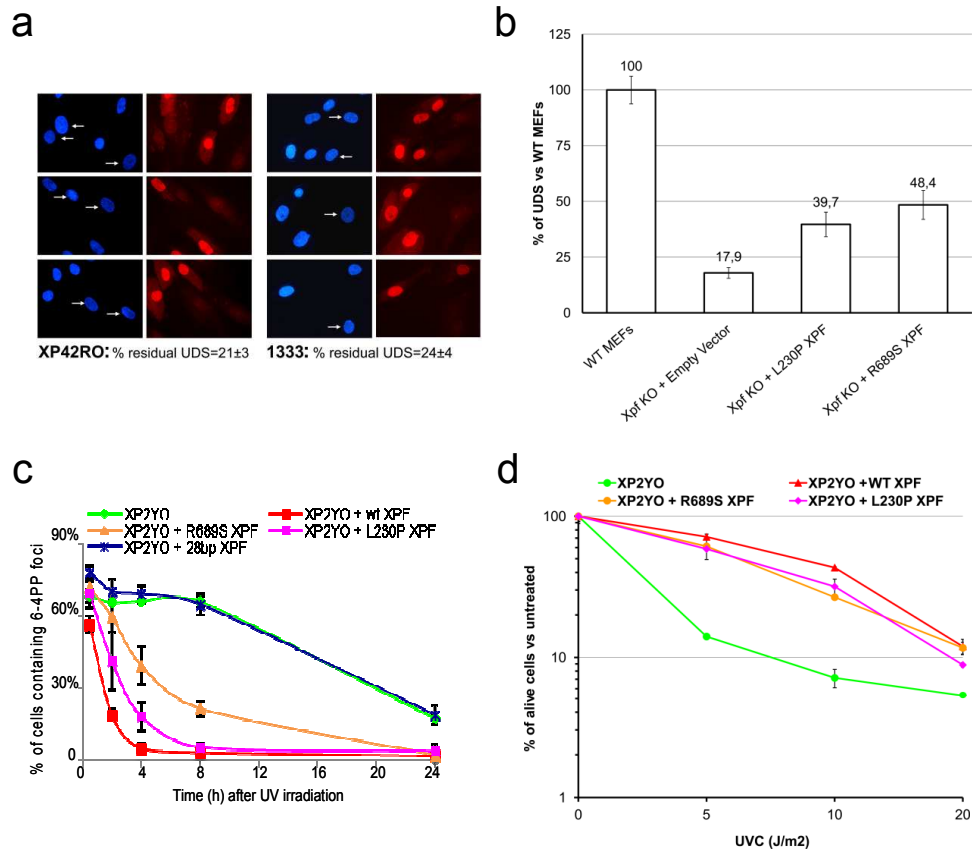 a
XP42RO: % residual UDS=21±3
1333: % residual UDS=24±4
b
% of UDS vs WT MEFs
125
100
75
50
25
0
100
17,9
39,7
48,4
WT MEFs
Xpf KO + Empty Vector
Xpf KO + L230P XPF
Xpf KO + R689S XPF
c
XP2YO
XP2YO + wt XPF
XP2YO + R689S XPF
XP2YO + L230P XPF
XP2YO + 28bp XPF
% of cells containing 6-4PP foci
90%
60%
30%
0
0 4 8 12 16 20 24
Time (h) after UV irradiation
d
XP2YO
XP2YO +WT XPF
XP2YO + R689S XPF
XP2YO + L230P XPF
% of alive cells vs untreated
100
10
1
0 5 10 20
UVC (J/m2)